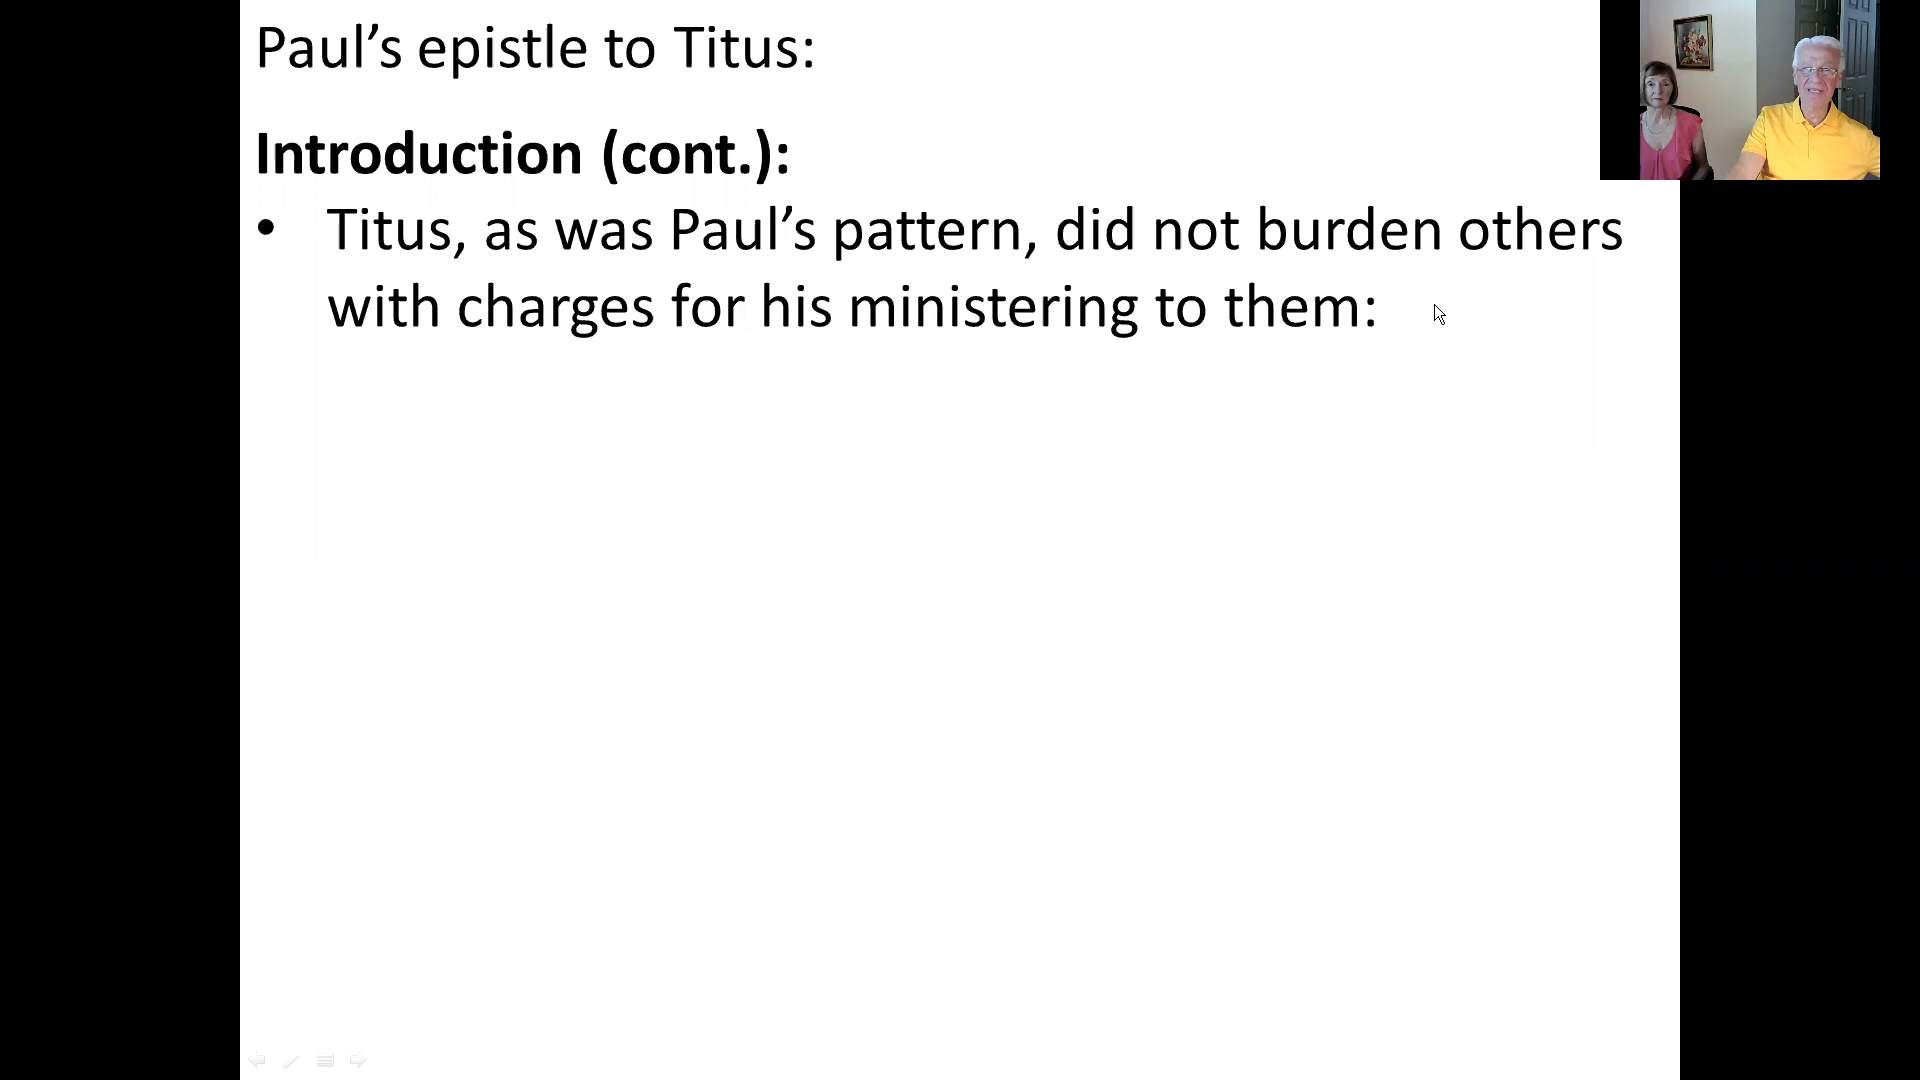 Paul’s epistle to Titus:
Introduction (cont.):
• Titus, as was Paul’s pattern, did not burden others
with charges for his ministering to them: